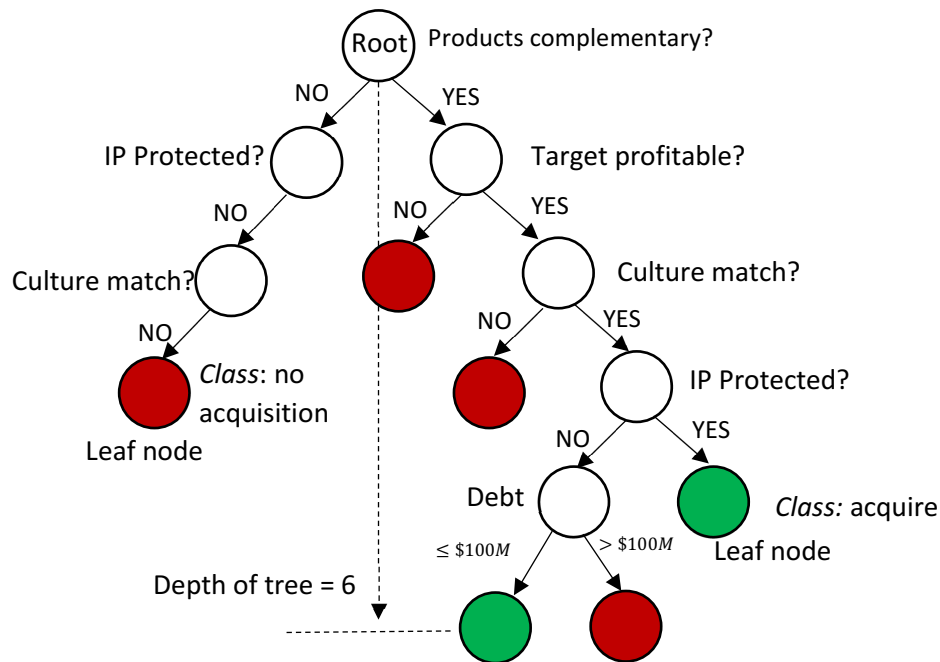 Root
Products complementary?
NO
YES
IP Protected?
Target profitable?
NO
NO
YES
Culture match?
Culture match?
NO
NO
YES
Class: no
acquisition
IP Protected?
Leaf node
NO
YES
Debt
Class: acquire
≤ $100M
> $100M
Leaf node
Depth of tree = 6